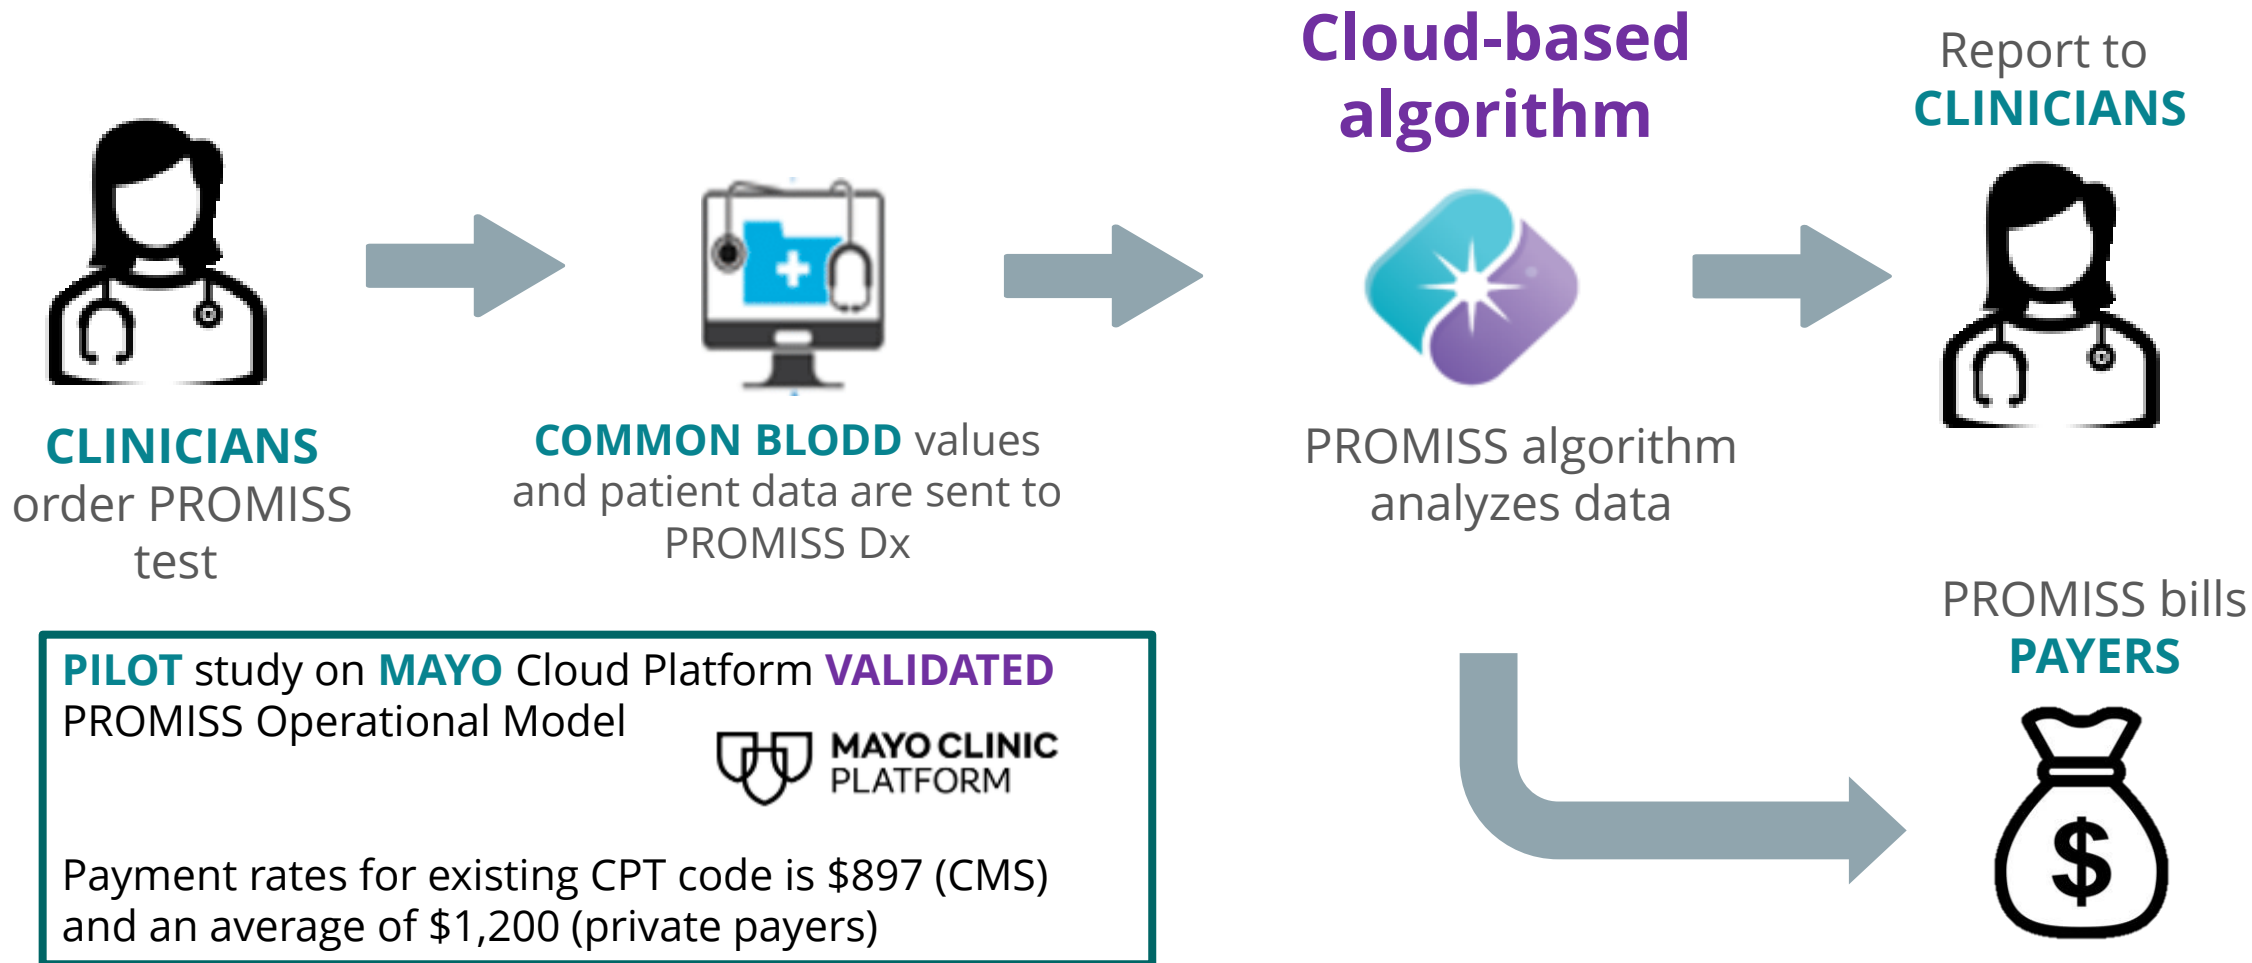 CLINICIANS
order PROMISS
test
COMMON BLODD values
and patient data are sent to
PROMISS Dx
Cloud-based
algorithm
PROMISS algorithm
analyzes data
Report to
CLINICIANS
PROMISS bills
PAYERS
$
PILOT study on MAYO Cloud Platform VALIDATED
PROMISS Operational Model
MAYO CLINIC
PLATFORM
Payment rates for existing CPT code is $897 (CMS)
and an average of $1,200 (private payers)